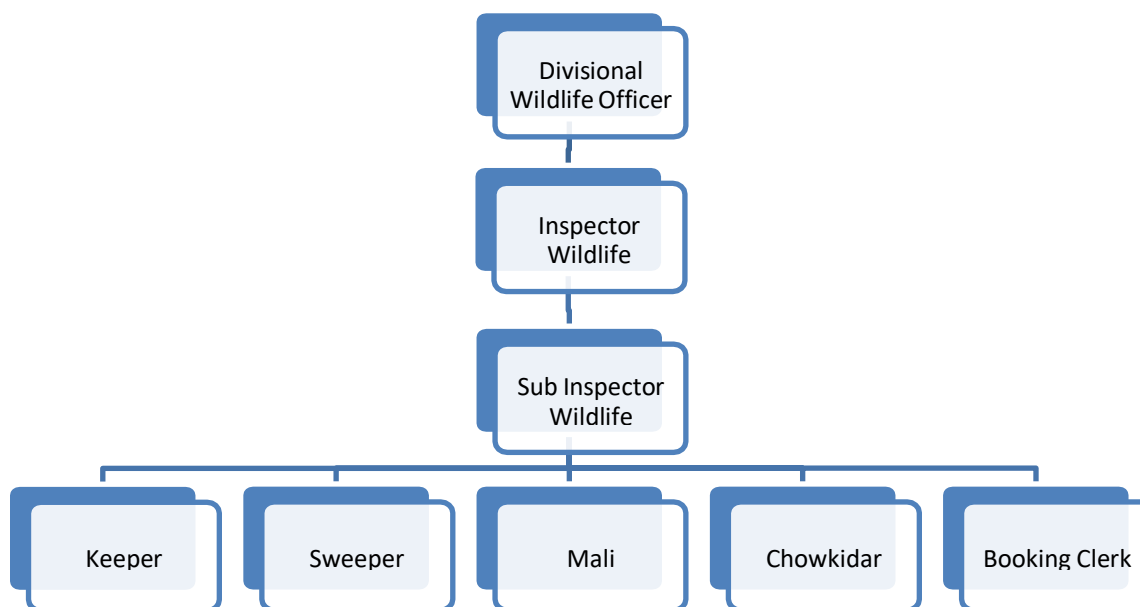 Divisional
Wildlife Officer
Inspector
Wildlife
Sub Inspector
Wildlife
Keeper
Sweeper
Mali
Chowkidar
Booking Clerk